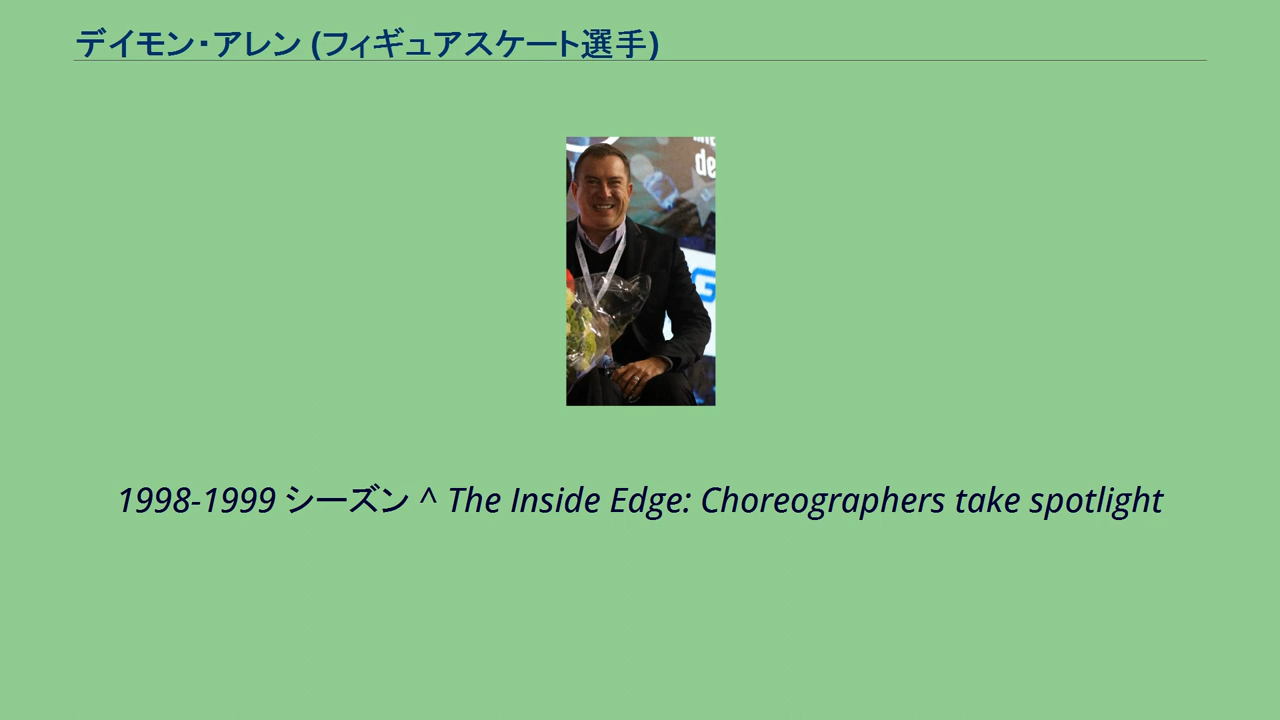 デイモン・アレン (フィギュアスケート選手)
de
G
1998-1999 シーズン ^ The Inside Edge: Choreographers take spotlight